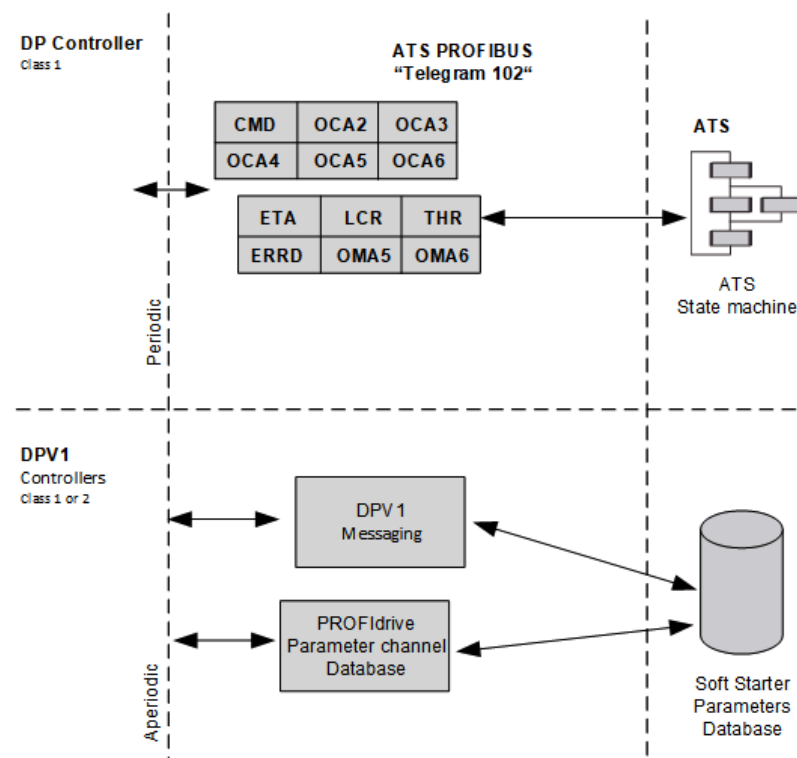 DP Controller
Class 1
ATS PROFIBUS
“Telegram 102“
CMD OCA2 OCA3
OCA4 OCA5 OCA6
ETA LCR THR
ERRD OMA5 OMA6
ATS
ATS
State machine
Periodic
DPV1
Controllers
Class 1 or 2
DPV1
Messaging
PROFIdrive
Parameter channel
Database
Soft Starter
Parameters
Database
Aperiodic